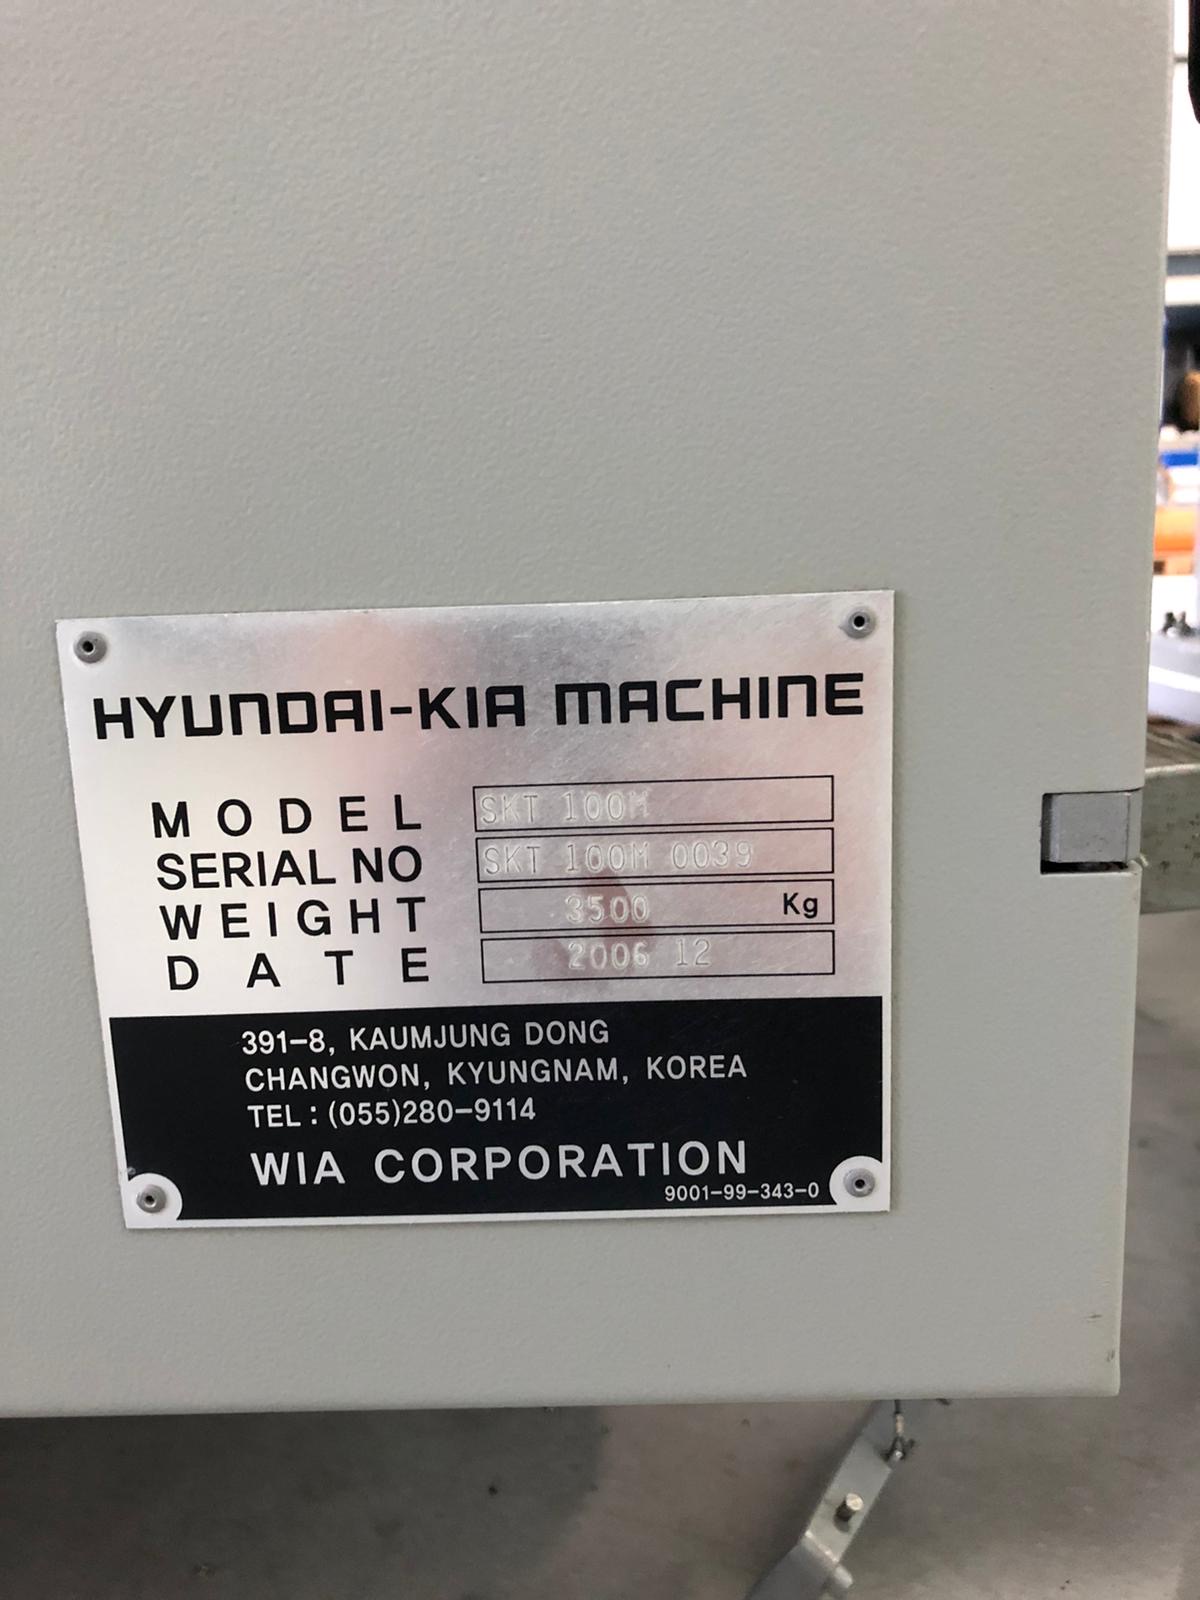 HYUNDAI-KIA MACHINE
MODEL SKT 100M
SERIAL NO SKT 100M 0039
WEIGHT 3500 Kg
DATE 2006 12
391-8, KAUMJUNG DONG
CHANGWON, KYUNGNAM, KOREA
TEL : (055)280-9114
WIA CORPORATION
9001-99-343-0